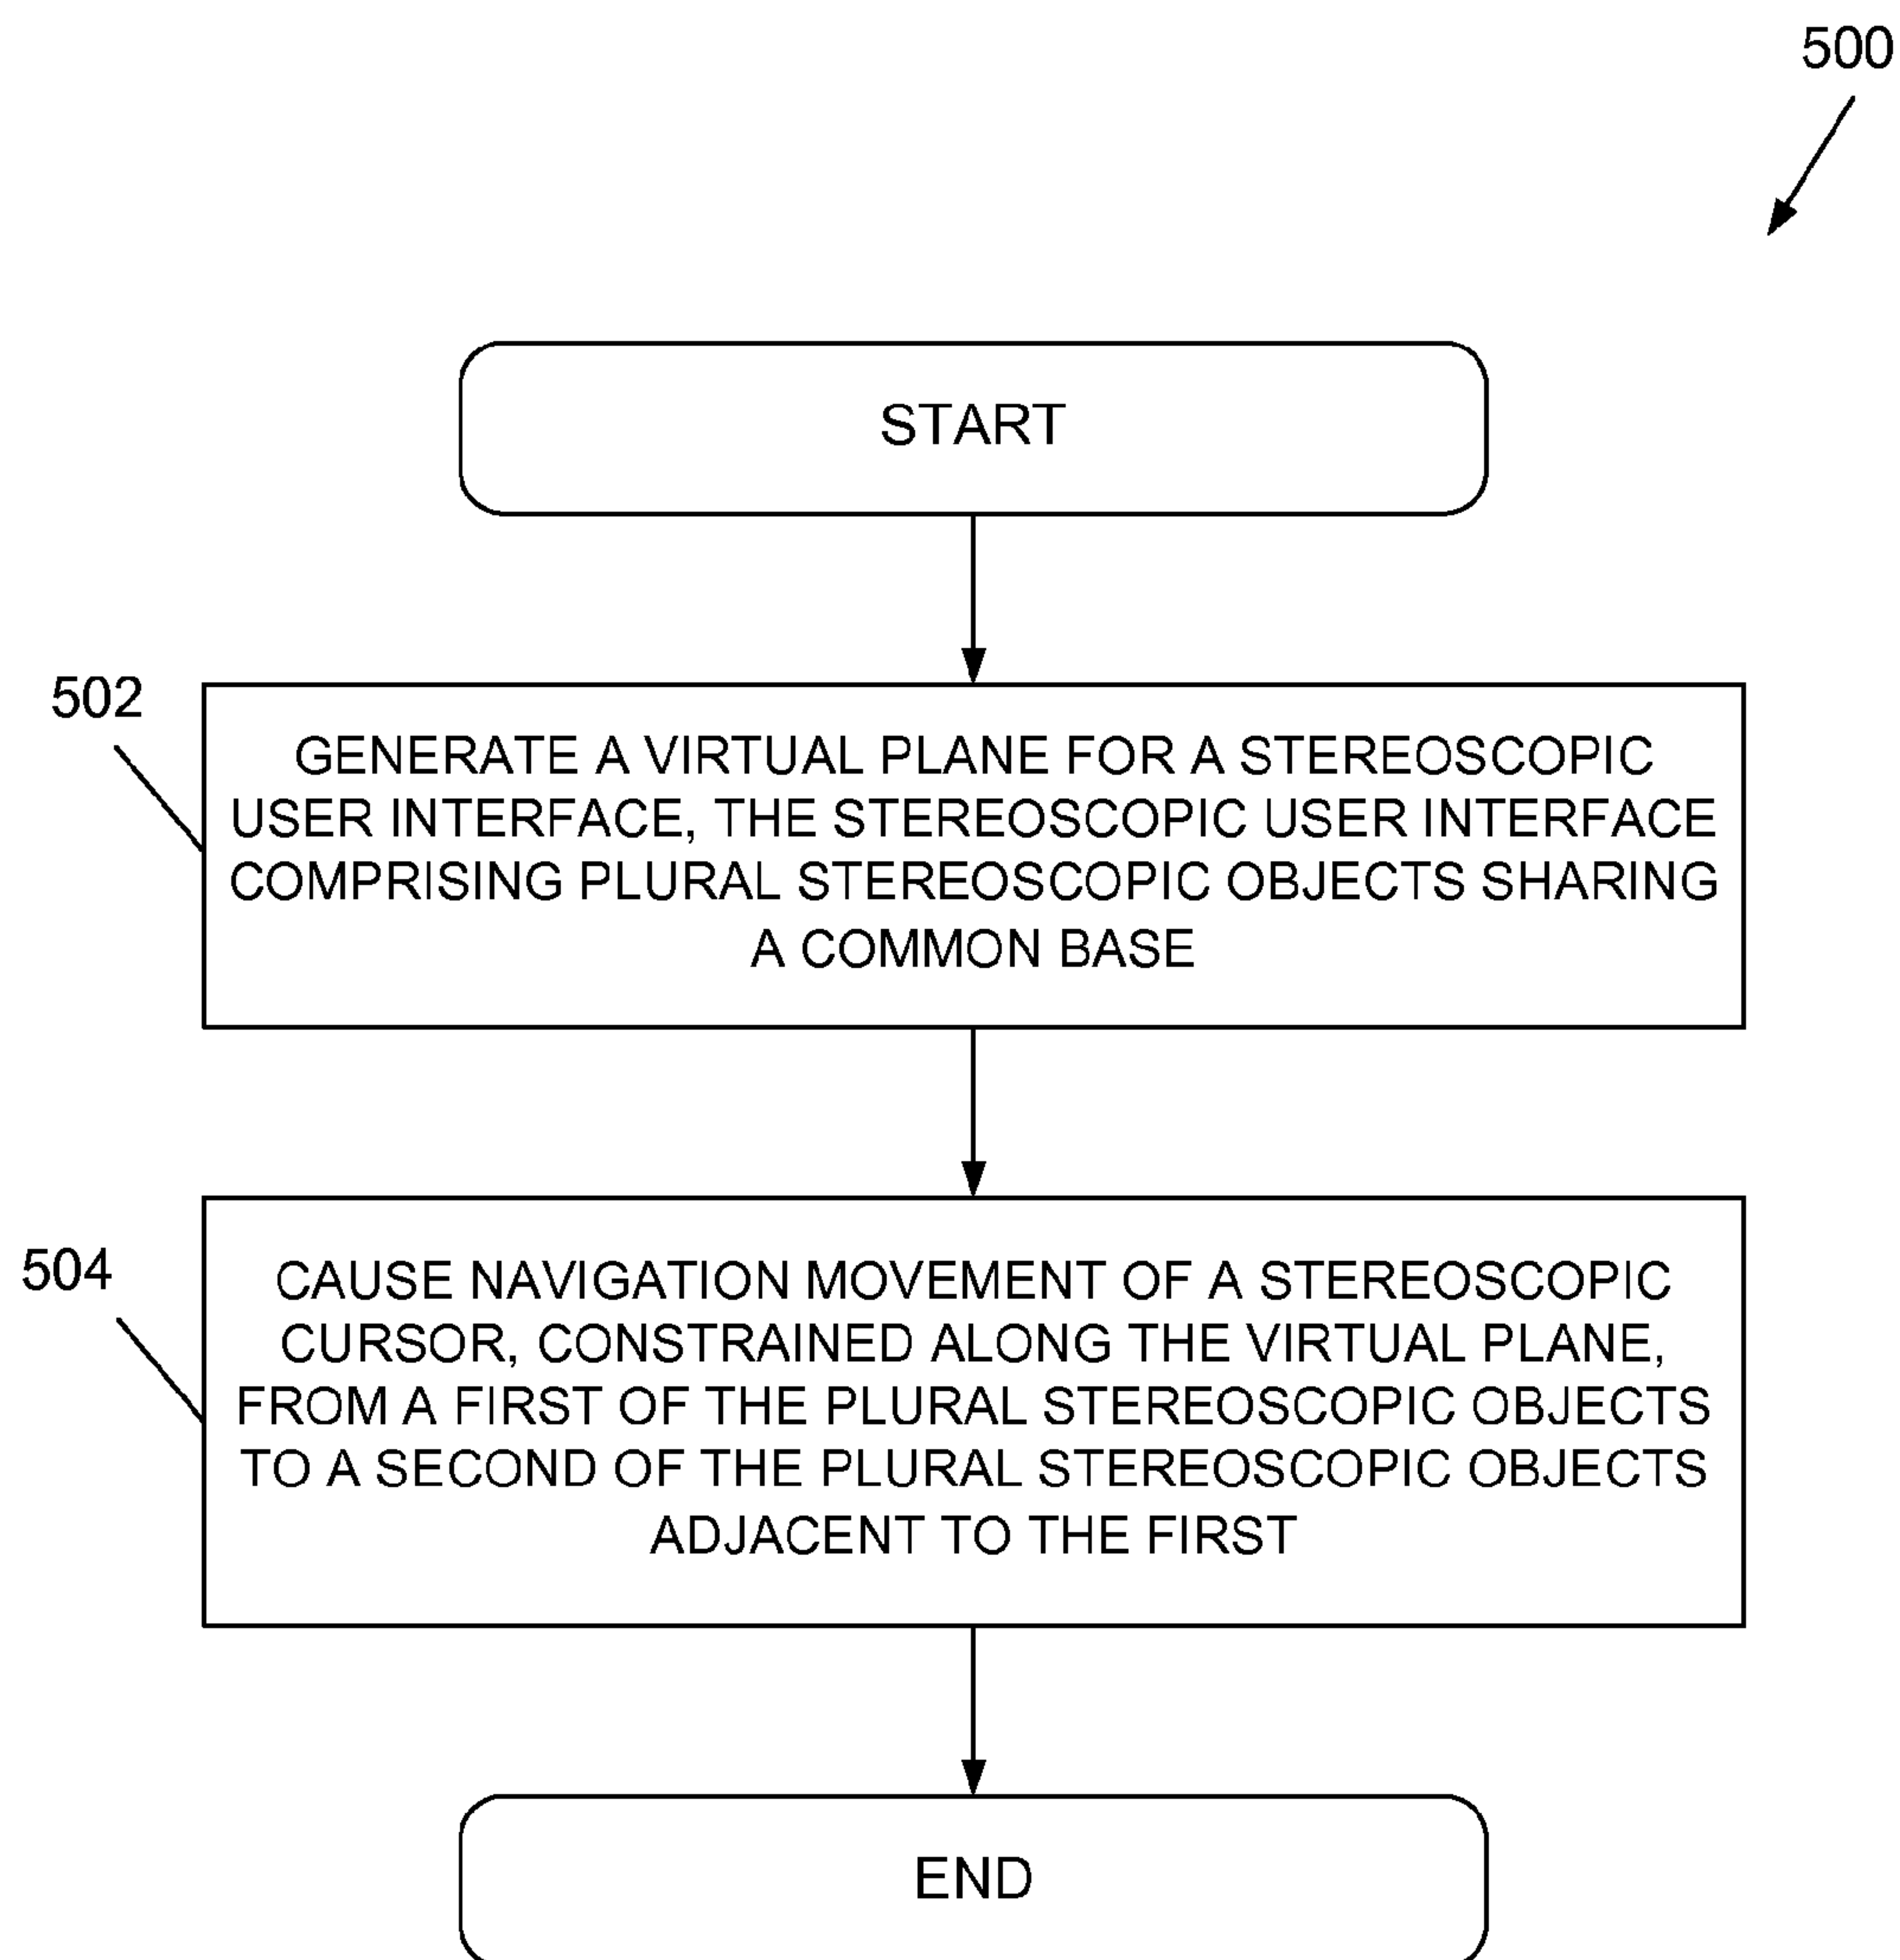 500
START
502
GENERATE A VIRTUAL PLANE FOR A STEREOSCOPIC
USER INTERFACE, THE STEREOSCOPIC USER INTERFACE
COMPRISING PLURAL STEREOSCOPIC OBJECTS SHARING
A COMMON BASE
504
CAUSE NAVIGATION MOVEMENT OF A STEREOSCOPIC
CURSOR, CONSTRAINED ALONG THE VIRTUAL PLANE,
FROM A FIRST OF THE PLURAL STEREOSCOPIC OBJECTS
TO A SECOND OF THE PLURAL STEREOSCOPIC OBJECTS
ADJACENT TO THE FIRST
END